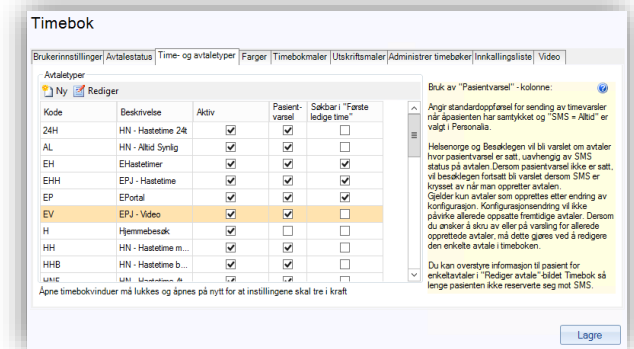 Timebok
Brukerinnstillinger Avtalestatus Time- og avtaletyper Farger Timebokmaler Utskriftsmaler Administrer timebøker Innkallingsliste Video
Avtaletyper
Ny Rediger
Kode Beskrivelse Aktiv Pasient-varsel Søkbar i "Første ledige time"
24H HN - Hastetime 24t
AL HN - Alltid Synlig
EH EHastetimer
EHH EPJ - Hastetime
EP EPortal
EV EPJ - Video
H Hjemmebesøk
HH HN - Hastetime m...
HHB HN - Hastetime b...
HNF HN - Hastetime
Åpne timebokvinduer må lukkes og åpnes på nytt for at instillingene skal tre i kraft
Bruk av "Pasientvarsel" - kolonne:
Angir standardoppførsel for sending av timevarsler
når åpasienten har samtykket og "SMS = Alltid" er
valgt i Personalia.
Helsenorge og Besøklegen vil bli varslet om avtaler
hvor pasientvarsel er satt, uavhengig av SMS
status på avtalen. Dersom pasientvarsel ikke er satt,
vil besøklegen fortsatt bli varslet dersom SMS er
krysset av når man oppretter avtalen.
Gjelder kun avtaler som opprettes etter endring av
konfigurasjon. Konfigurasjonsendring vil ikke
påvirke allerede oppsatte fremtidige avtaler. Dersom
du ønsker å skru av eller på varsling for allerede
opprettede avtaler, må dette gjøres ved å redigere
den enkelte avtale i timeboken.
Du kan overstyre informasjon til pasient for
enkeltavtaler i "Rediger avtale"-bildet Timebok så
lenge pasienten ikke reserverte seg mot SMS.
Lagre